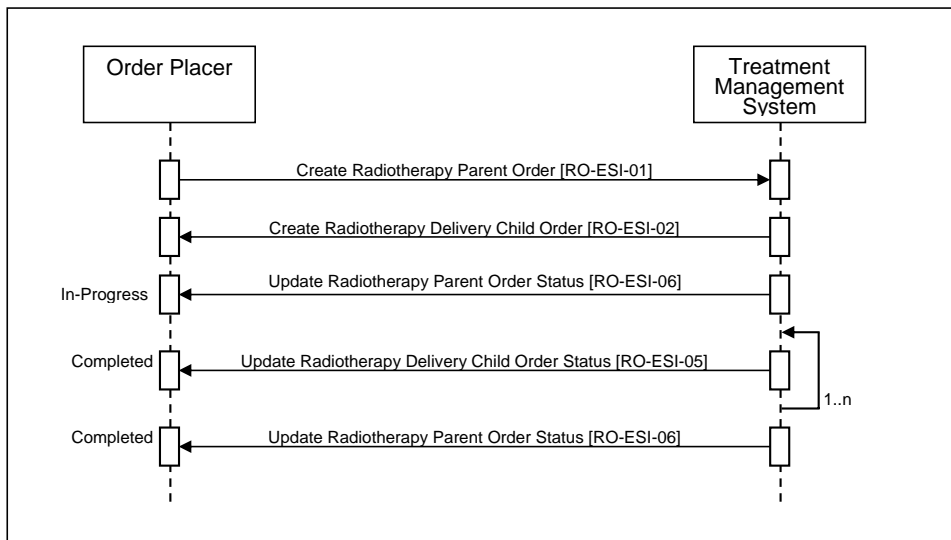 Order Placer
Treatment
Management
System
Create Radiotherapy Parent Order [RO-ESI-01]
Create Radiotherapy Delivery Child Order [RO-ESI-02]
In-Progress
Update Radiotherapy Parent Order Status [RO-ESI-06]
Completed
Update Radiotherapy Delivery Child Order Status [RO-ESI-05]
1..n
Completed
Update Radiotherapy Parent Order Status [RO-ESI-06]